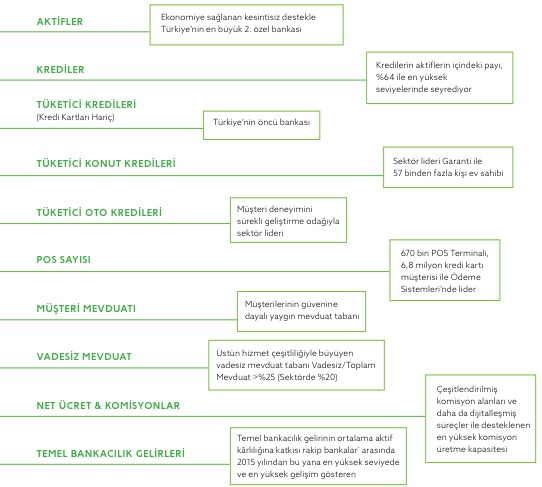 AKTİFLER
Ekonomiye sağlanan kesintisiz destekle
Türkiye'nin en büyük 2. özel bankası
KREDİLER
Kredilerin aktiflerin içindeki payı,
%64 ile en yüksek
seviyelerinde seyrediyor
TÜKETİCİ KREDİLERİ
(Kredi Kartları Hariç)
Türkiye'nin öncü bankası
TÜKETİCİ KONUT KREDİLERİ
Sektör lideri Garanti ile
57 binden fazla kişi ev sahibi
TÜKETİCİ OTO KREDİLERİ
Müşteri deneyimini
sürekli geliştirme odağıyla
sektör lideri
POS SAYISI
670 bin POS Terminali,
6,8 milyon kredi kartı
müşterisi ile Ödeme
Sistemleri'nde lider
MÜŞTERİ MEVDUATI
Müşterilerinin güvenine
dayalı yaygın mevduat tabanı
VADESİZ MEVDUAT
Üstün hizmet çeşitliliğiyle büyüyen
vadesiz mevduat tabanı Vadesiz/Toplam
Mevduat >%25 (Sektörde %20)
NET ÜCRET & KOMİSYONLAR
Çeşitlendirilmiş
komisyon alanları ve
daha da dijitalleşmiş
süreçler ile desteklenen
en yüksek komisyon
üretme kapasitesi
TEMEL BANKACILIK GELİRLERİ
Temel bankacılık gelirinin ortalama aktif
kârlılığına katkısı rakip bankalar* arasında
2015 yılından bu yana en yüksek seviyede
ve en yüksek gelişim gösteren